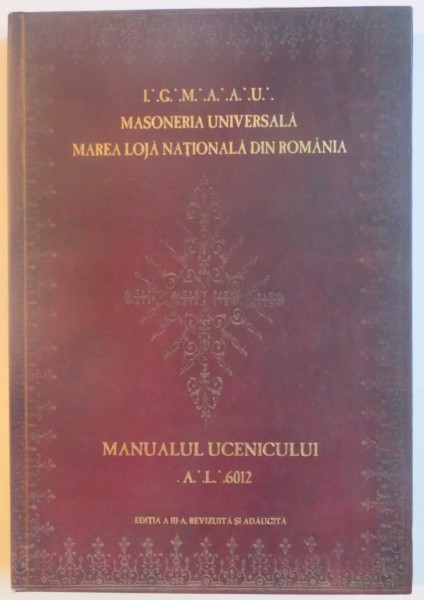 I.∴G.∴M.∴A.∴A.∴U.∴
MASONERIA UNIVERSALĂ
MAREA LOJĂ NAȚIONALĂ DIN ROMÂNIA
MANUALUL UCENICULUI
.A.∴L.∴6012
EDIȚIA A III-A, REVIZUITĂ ȘI ADĂUGITĂ